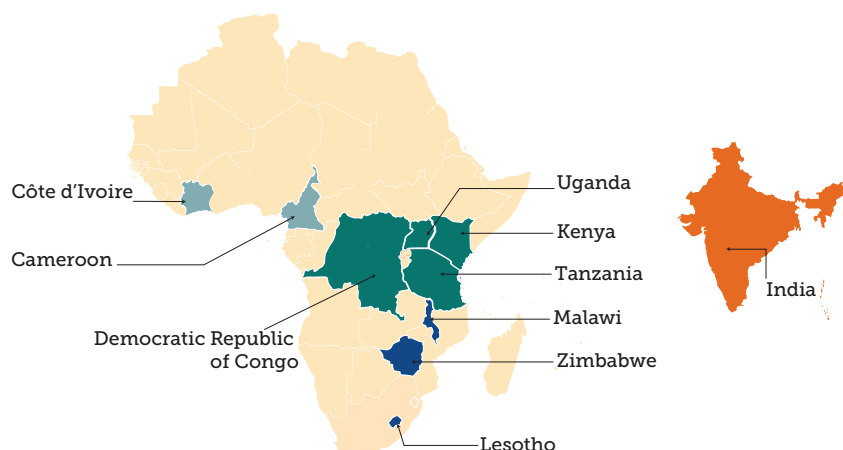 Côte d'Ivoire
Cameroon
Democratic Republic
of Congo
Uganda
Kenya
Tanzania
Malawi
Zimbabwe
Lesotho
India